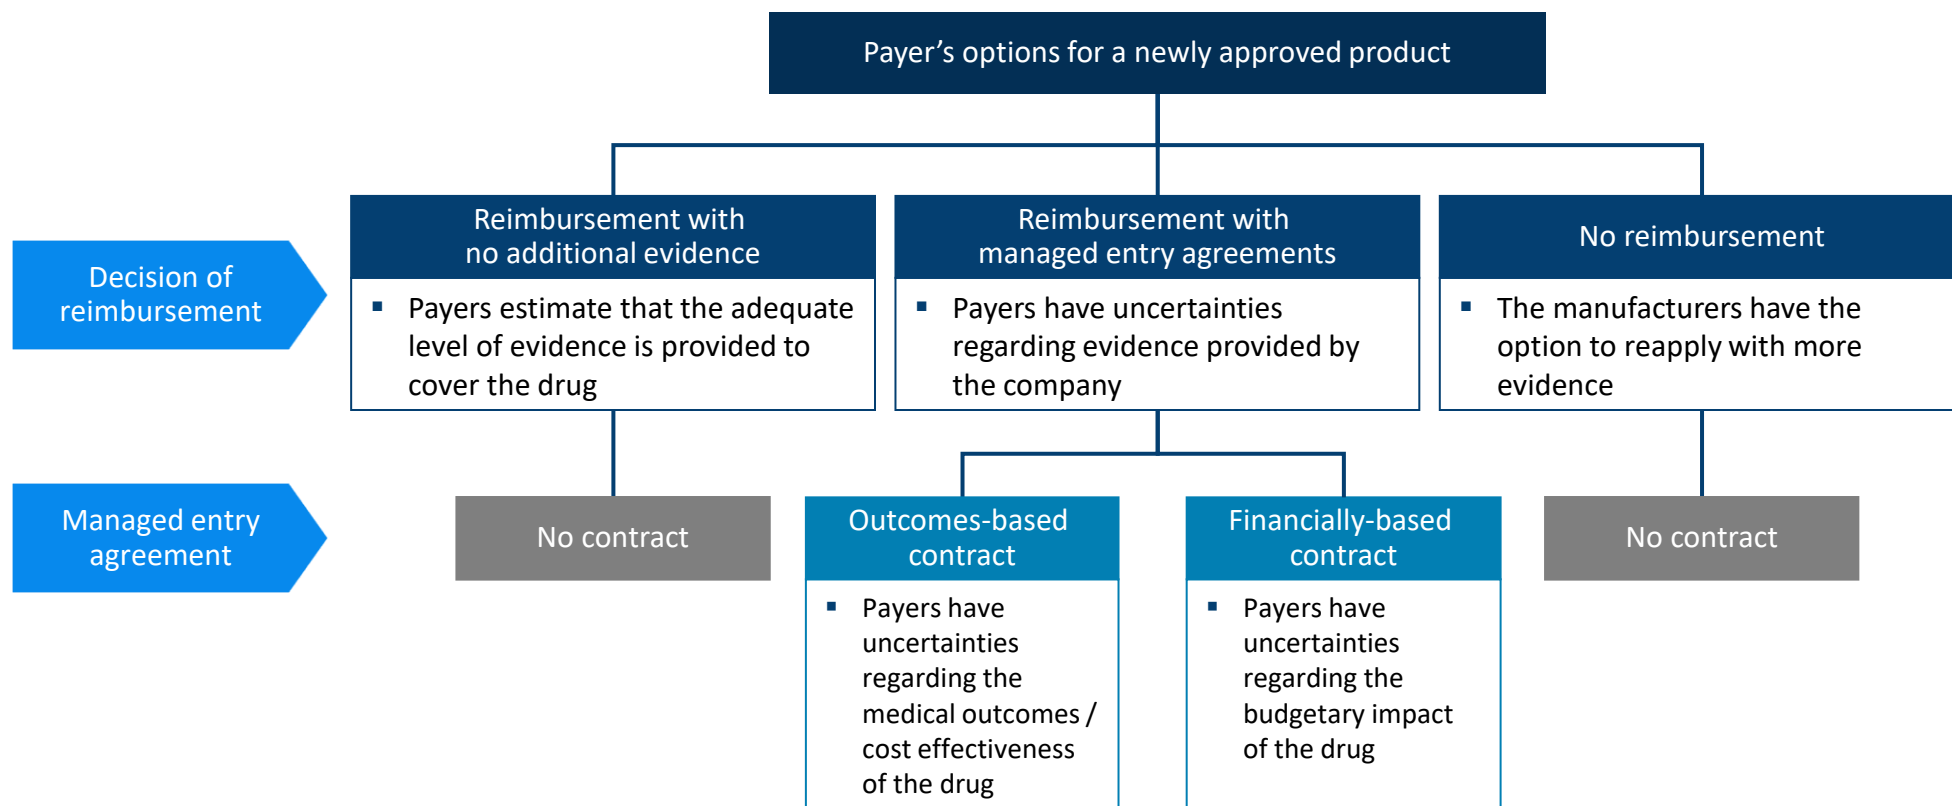 Payer’s options for a newly approved product
Decision of
reimbursement
Reimbursement with
no additional evidence
▪ Payers estimate that the adequate
level of evidence is provided to
cover the drug
Reimbursement with
managed entry agreements
▪ Payers have uncertainties
regarding evidence provided by
the company
No reimbursement
▪ The manufacturers have the
option to reapply with more
evidence
Managed entry
agreement
No contract
Outcomes-based
contract
▪ Payers have
uncertainties
regarding the
medical outcomes /
cost effectiveness
of the drug
Financially-based
contract
▪ Payers have
uncertainties
regarding the
budgetary impact
of the drug
No contract